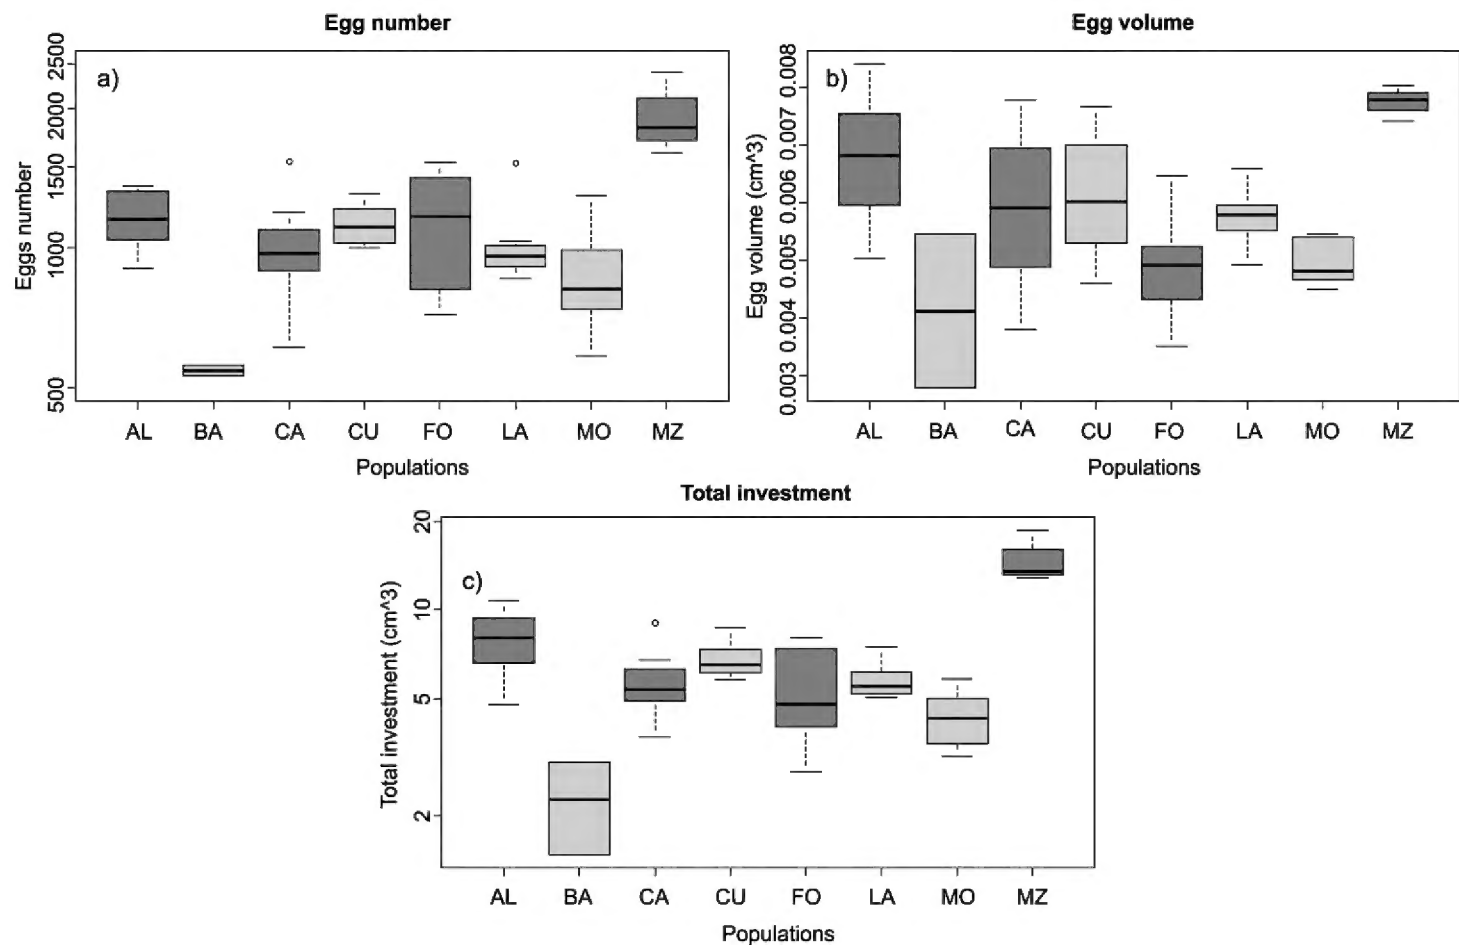 Egg number
a)
Eggs number
2500
2000
1500
1000
500
AL BA CA CU FO LA MO MZ
Populations
Egg volume
b)
Egg volume (cm^3)
0.008
0.007
0.006
0.005
0.004
0.003
AL BA CA CU FO LA MO MZ
Populations
Total investment
c)
Total investment (cm^3)
20
10
5
2
AL BA CA CU FO LA MO MZ
Populations